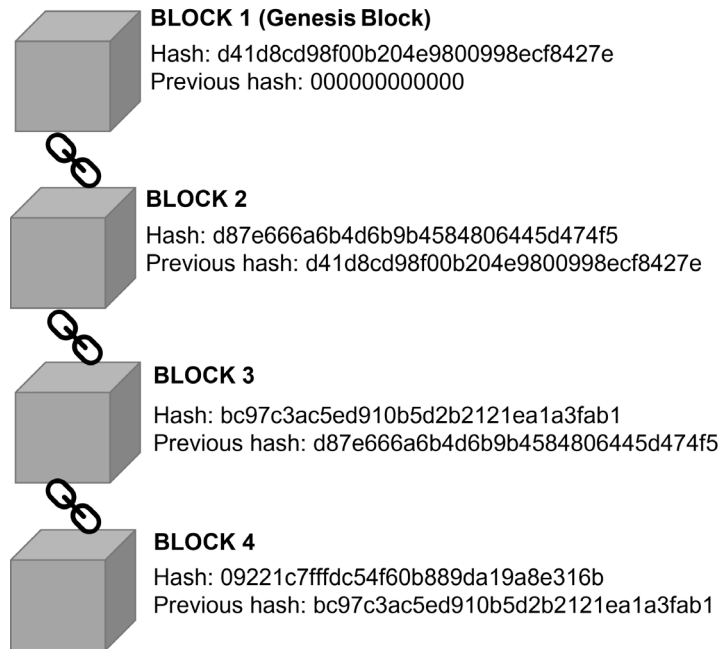 BLOCK 1 (Genesis Block)
Hash: d41d8cd98f00b204e9800998ecf8427e
Previous hash: 000000000000
BLOCK 2
Hash: d87e666a6b4d6b9b4584806445d474f5
Previous hash: d41d8cd98f00b204e9800998ecf8427e
BLOCK 3
Hash: bc97c3ac5ed910b5d2b2121ea1a3fab1
Previous hash: d87e666a6b4d6b9b4584806445d474f5
BLOCK 4
Hash: 09221c7fffdc54f60b889da19a8e316b
Previous hash: bc97c3ac5ed910b5d2b2121ea1a3fab1